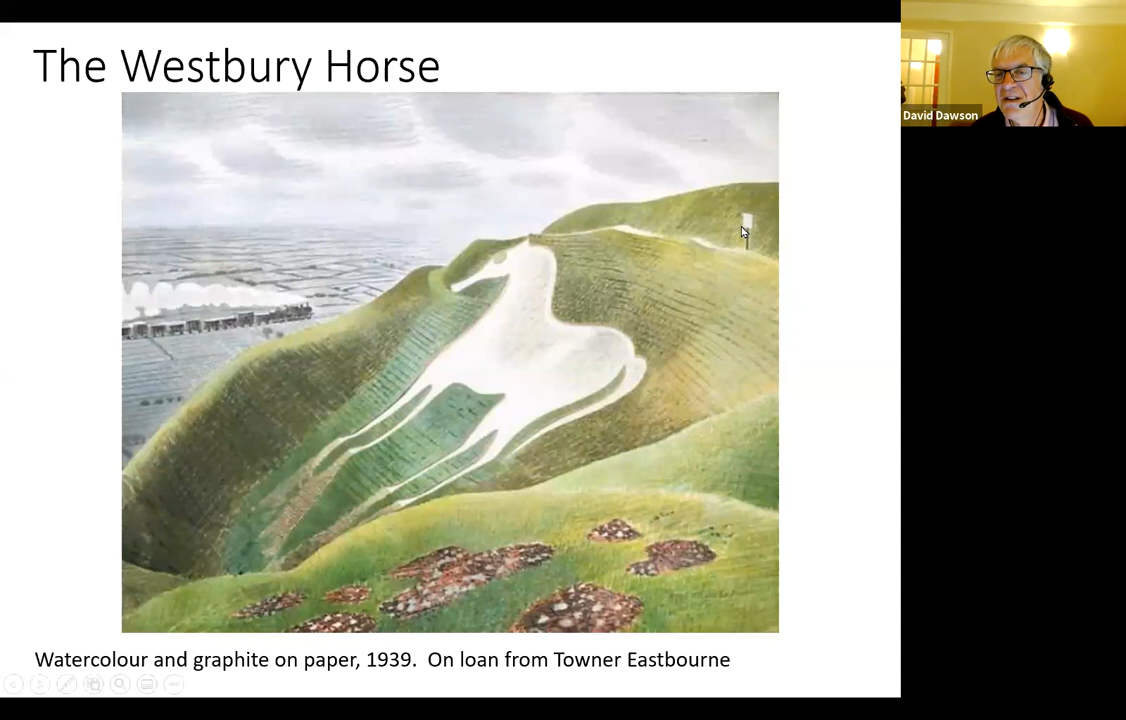 The Westbury Horse
David Dawson
Watercolour and graphite on paper, 1939.  On loan from Towner Eastbourne